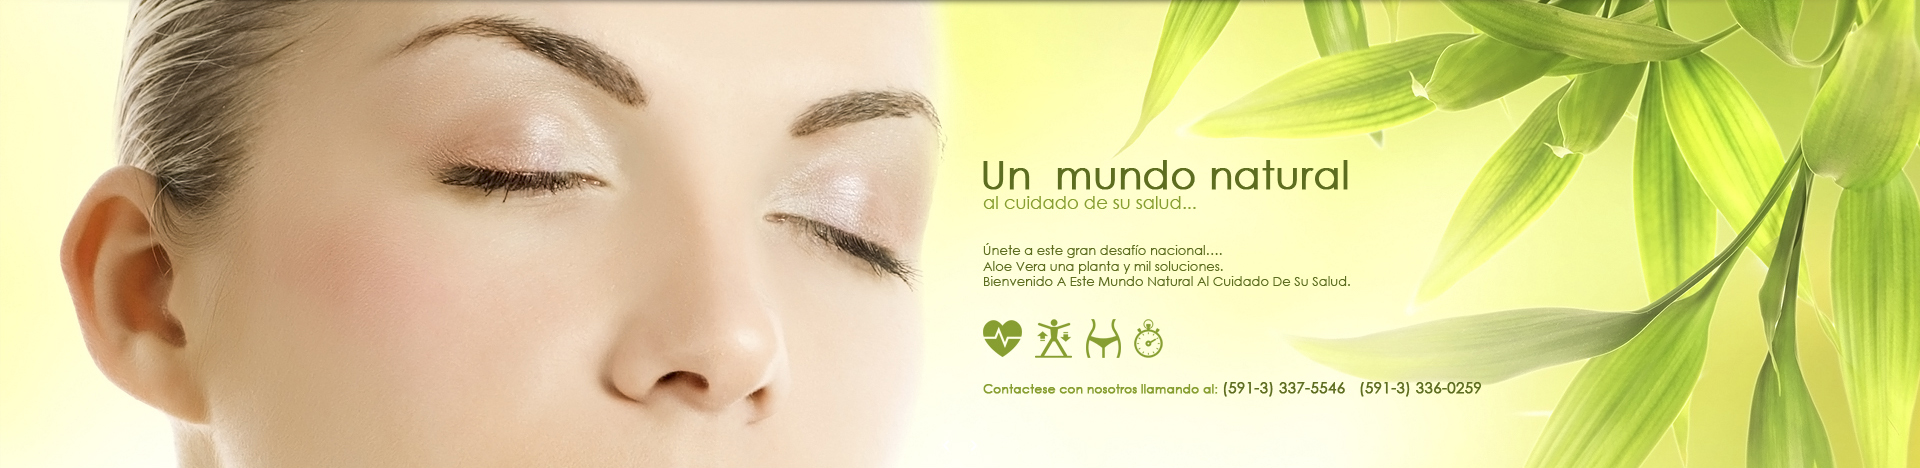 Un mundo natural
al cuidado de su salud...
Únete a este gran desafío nacional....
Aloe Vera una planta y mil soluciones.
Bienvenido A Este Mundo Natural Al Cuidado De Su Salud.
Contactese con nosotros llamando al: (591-3) 337-5546 (591-3) 336-0259